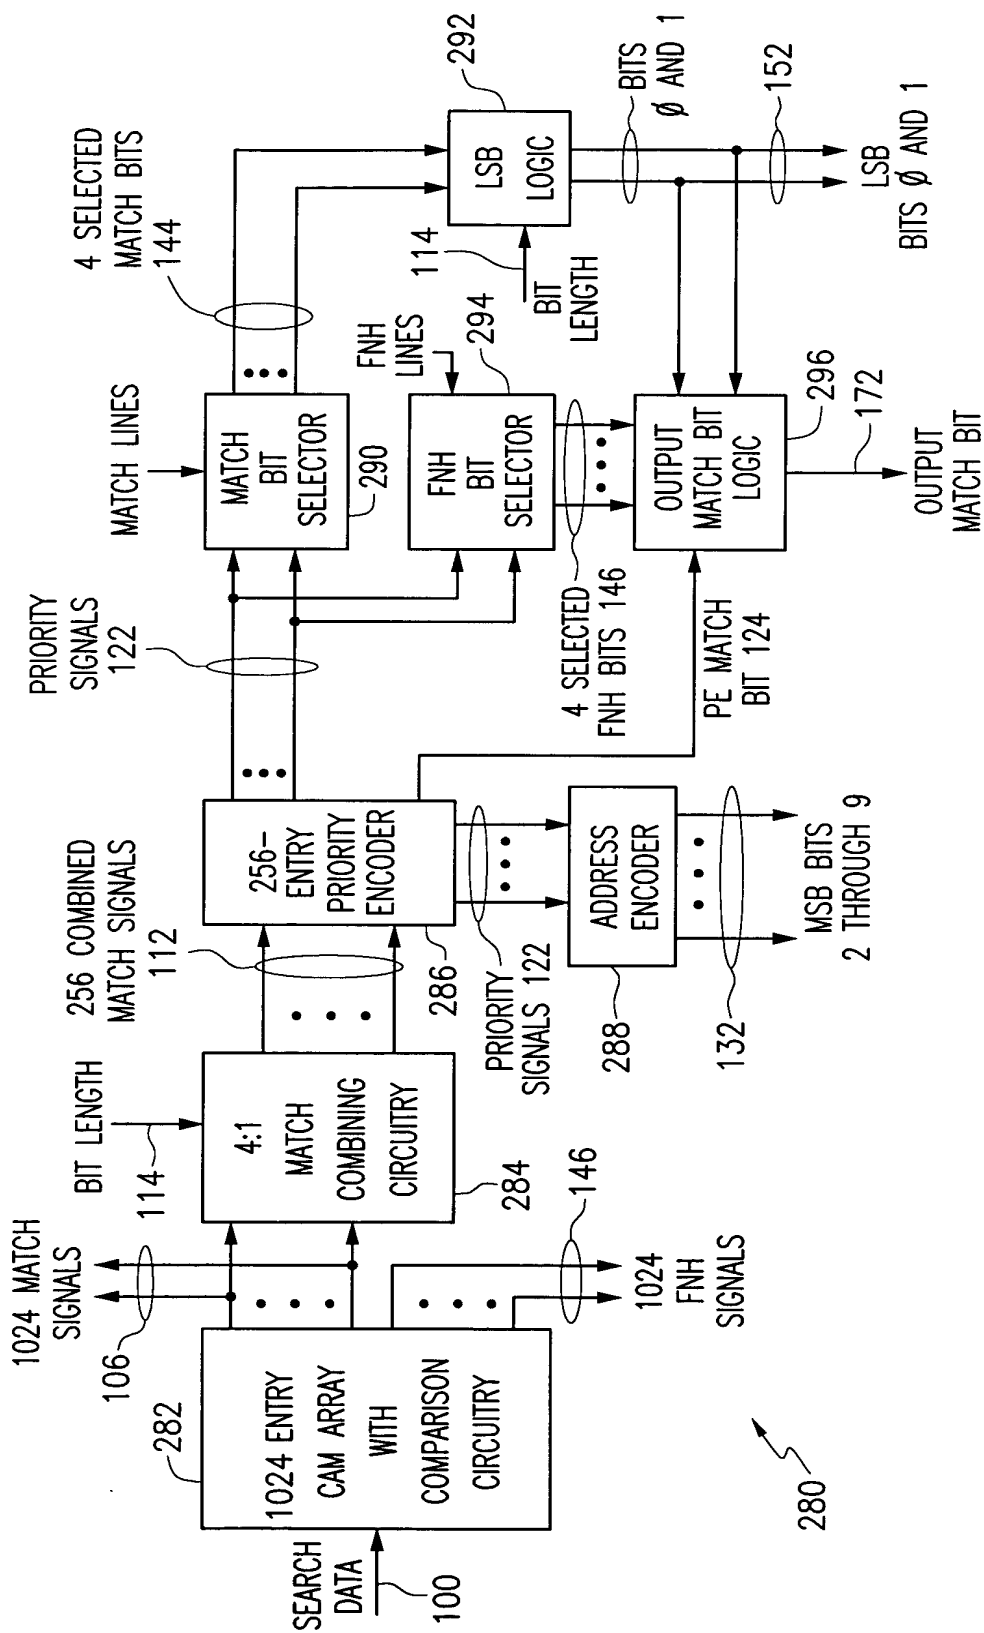 SEARCH
DATA
100
282
1024 ENTRY
CAM ARRAY
WITH
COMPARISON
CIRCUITRY
1024 MATCH
SIGNALS
106
146
1024
FNH
SIGNALS
BIT LENGTH
114
4:1
MATCH
COMBINING
CIRCUITRY
284
256 COMBINED
MATCH SIGNALS
112
256-
ENTRY
PRIORITY
ENCODER
286
PRIORITY
SIGNALS 122
ADDRESS
ENCODER
288
132
MSB BITS
2 THROUGH 9
PRIORITY
SIGNALS
122
MATCH LINES
MATCH
BIT
SELECTOR
290
4 SELECTED
MATCH BITS
144
FNH
LINES
294
FNH
BIT
SELECTOR
4 SELECTED
FNH BITS 146
PE MATCH
BIT 124
OUTPUT
MATCH BIT
LOGIC
296
172
OUTPUT
MATCH BIT
114
BIT
LENGTH
292
LSB
LOGIC
BITS
Ø AND 1
152
LSB
BITS Ø AND 1
280